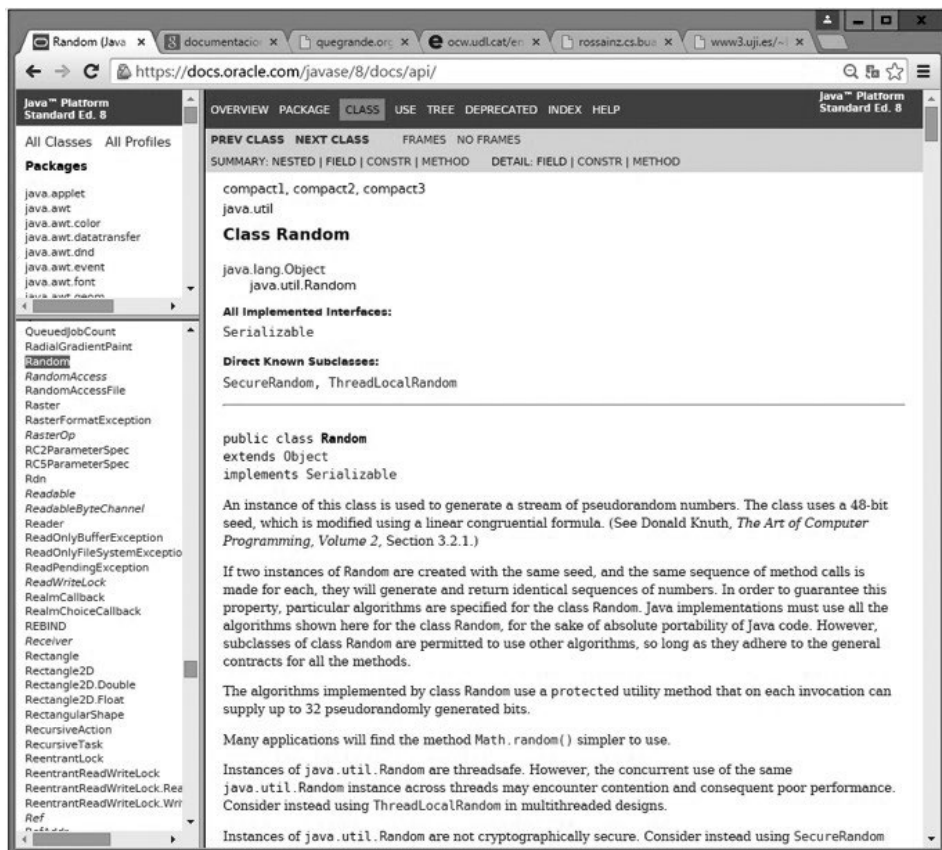 Random (Java
documentacion
quegrande.org
ocw.udl.cat/en
rossainz.cs.bua
www3.uji.es/~
https://docs.oracle.com/javase/8/docs/api/
Java™ Platform
Standard Ed. 8
All Classes All Profiles
Packages
java.applet
java.awt
java.awt.color
java.awt.datatransfer
java.awt.dnd
java.awt.event
java.awt.font
java.awt.geom
QueuedJobCount
RadialGradientPaint
Random
RandomAccess
RandomAccessFile
Raster
RasterFormatException
RasterOp
RC2ParameterSpec
RC5ParameterSpec
Rdn
Readable
ReadableByteChannel
Reader
ReadOnlyBufferException
ReadOnlyFileSystemExceptio
ReadPendingException
ReadWriteLock
RealmCallback
RealmChoiceCallback
REBIND
Receiver
Rectangle
Rectangle2D
Rectangle2D.Double
Rectangle2D.Float
RectangularShape
RecursiveAction
RecursiveTask
ReentrantLock
ReentrantReadWriteLock
ReentrantReadWriteLock.Rea
ReentrantReadWriteLock.Wri
Ref
RefAddr
OVERVIEW PACKAGE CLASS USE TREE DEPRECATED INDEX HELP
Java™ Platform
Standard Ed. 8
PREV CLASS NEXT CLASS FRAMES NO FRAMES
SUMMARY: NESTED | FIELD | CONSTR | METHOD DETAIL: FIELD | CONSTR | METHOD
compact1, compact2, compact3
java.util
Class Random
java.lang.Object
java.util.Random
All Implemented Interfaces:
Serializable
Direct Known Subclasses:
SecureRandom, ThreadLocalRandom
public class Random
extends Object
implements Serializable
An instance of this class is used to generate a stream of pseudorandom numbers. The class uses a 48-bit
seed, which is modified using a linear congruential formula. (See Donald Knuth, The Art of Computer
Programming, Volume 2, Section 3.2.1.)
If two instances of Random are created with the same seed, and the same sequence of method calls is
made for each, they will generate and return identical sequences of numbers. In order to guarantee this
property, particular algorithms are specified for the class Random. Java implementations must use all the
algorithms shown here for the class Random, for the sake of absolute portability of Java code. However,
subclasses of class Random are permitted to use other algorithms, so long as they adhere to the general
contracts for all the methods.
The algorithms implemented by class Random use a protected utility method that on each invocation can
supply up to 32 pseudorandomly generated bits.
Many applications will find the method Math.random() simpler to use.
Instances of java.util.Random are threadsafe. However, the concurrent use of the same
java.util.Random instance across threads may encounter contention and consequent poor performance.
Consider instead using ThreadLocalRandom in multithreaded designs.
Instances of java.util.Random are not cryptographically secure. Consider instead using SecureRandom